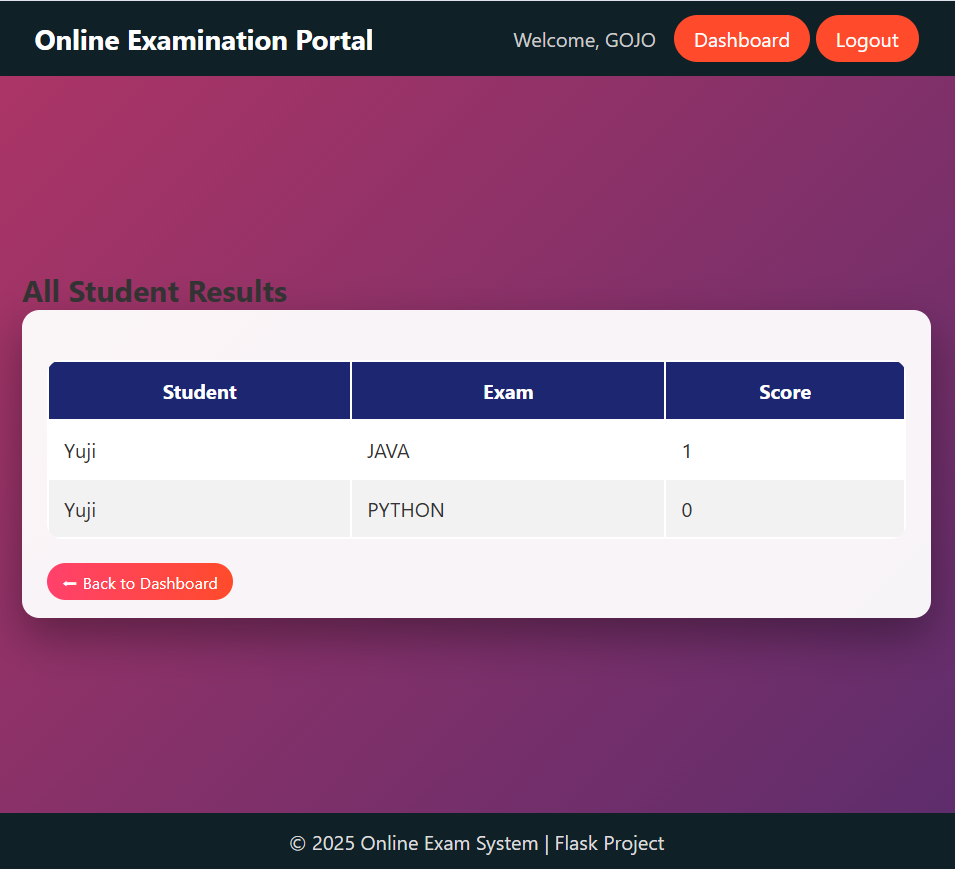 Online Examination Portal Welcome, GOJO Dashboard Logout
All Student Results
Student Exam Score
Yuji JAVA 1
Yuji PYTHON 0
⬅ Back to Dashboard
© 2025 Online Exam System | Flask Project